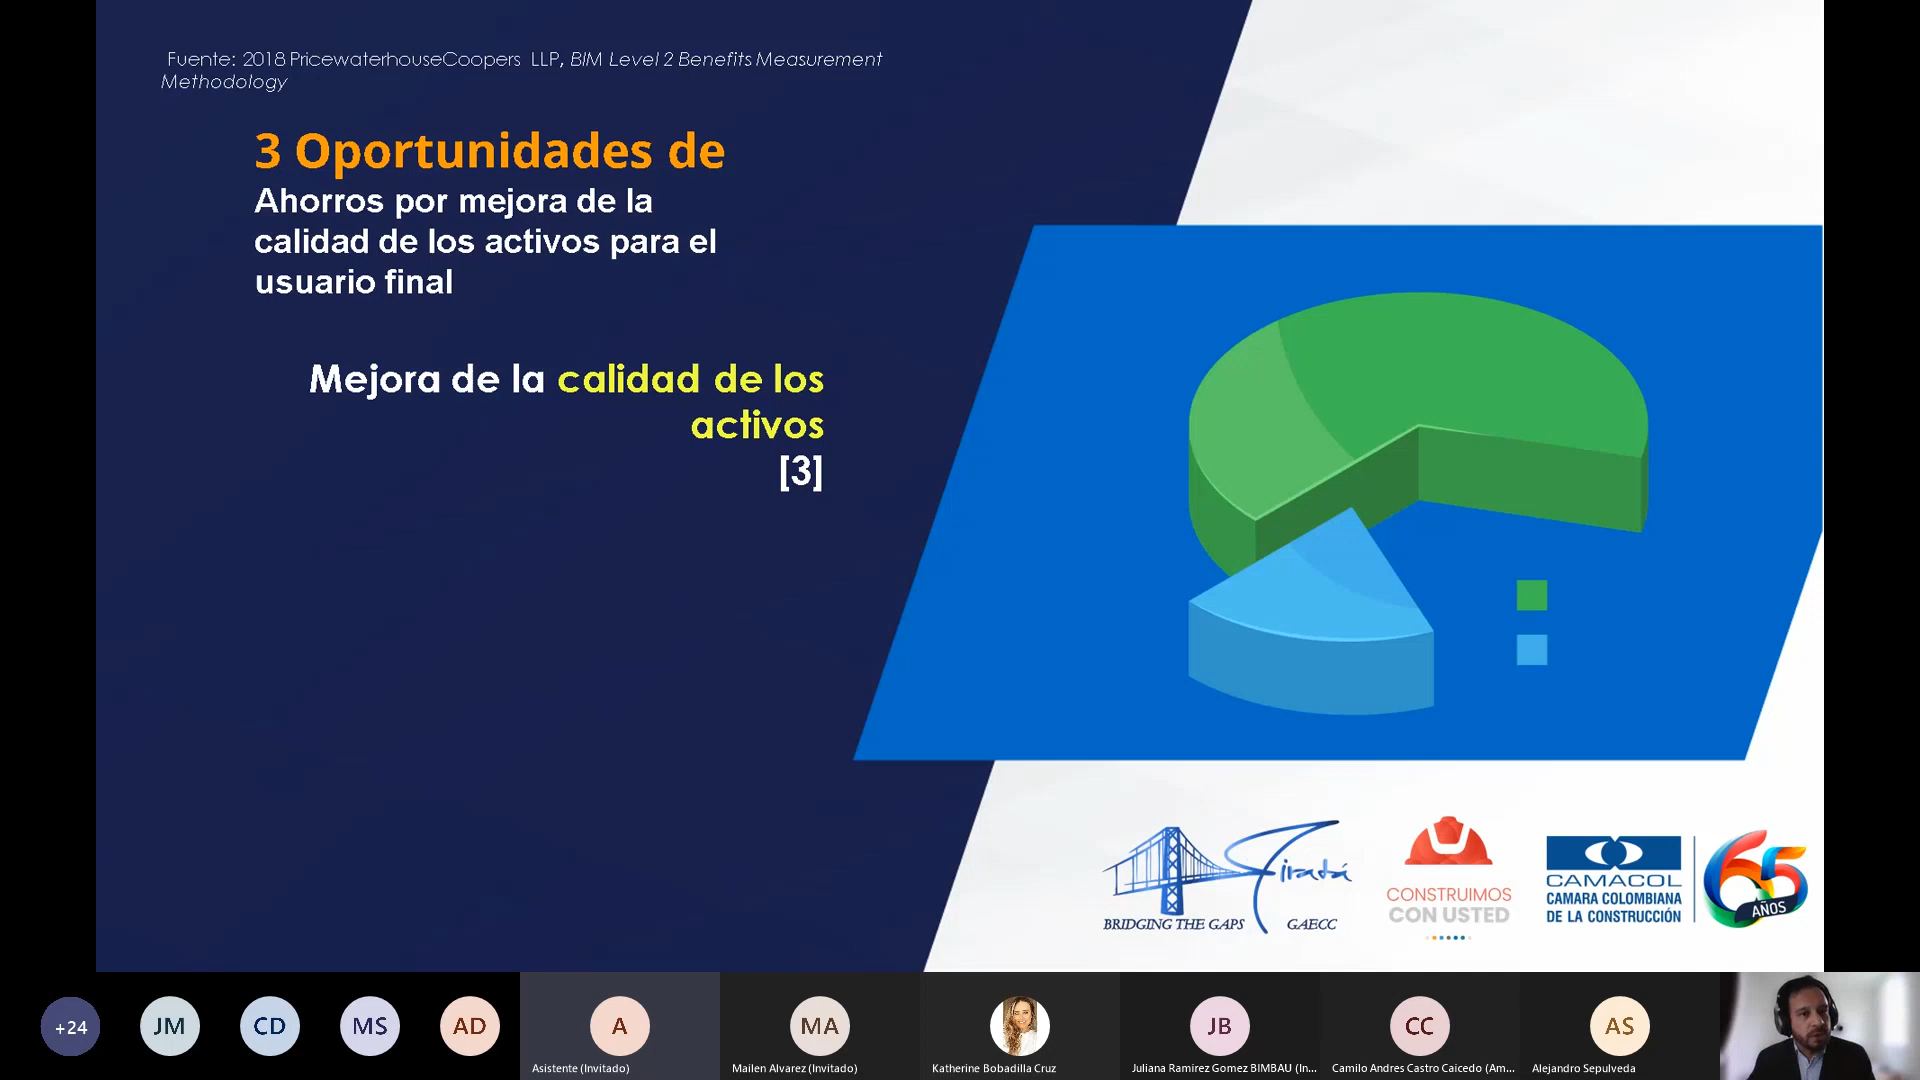 Fuente: 2018 PricewaterhouseCoopers LLP, BIM Level 2 Benefits Measurement
Methodology
3 Oportunidades de
Ahorros por mejora de la
calidad de los activos para el
usuario final
Mejora de la calidad de los
activos
[3]
Giratá
BRIDGING THE GAPS GAECC
CONSTRUIMOS
CON USTED
CAMACOL
CAMARA COLOMBIANA
DE LA CONSTRUCCIÓN
65
AÑOS
+24
JM
CD
MS
AD
A
MA
JB
CC
AS
Asistente (Invitado)
Mailen Alvarez (Invitado)
Katherine Bobadilla Cruz
Juliana Ramirez Gomez BIMBAU (In...
Camilo Andres Castro Caicedo (Am...
Alejandro Sepulveda